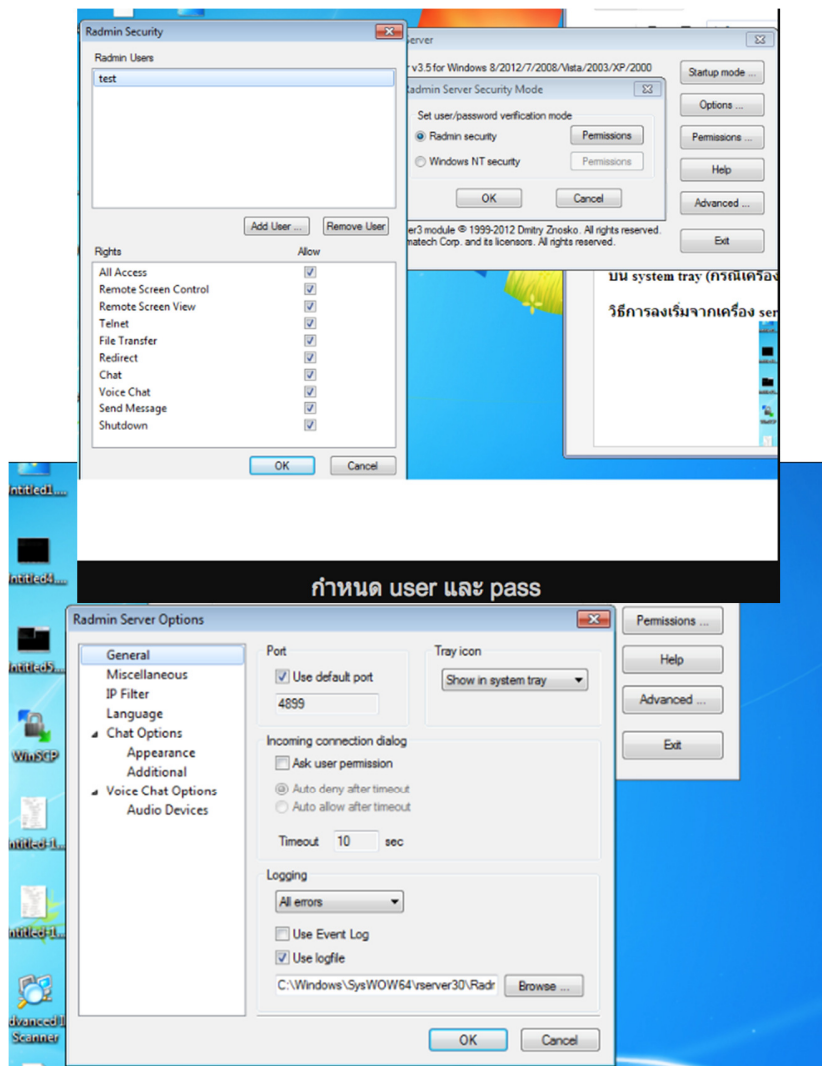 Radmin Security
Radmin Users
test
Add User ...
Remove User
Rights
Allow
All Access
Remote Screen Control
Remote Screen View
Telnet
File Transfer
Redirect
Chat
Voice Chat
Send Message
Shutdown
OK
Cancel
Server
v3.5 for Windows 8/2012/7/2008/Vista/2003/XP/2000
Radmin Server Security Mode
Set user/password verification mode
Radmin security
Permissions
Windows NT security
Permissions
OK
Cancel
er3 module © 1999-2012 Dmitry Znosko. All rights reserved.
matech Corp. and its licensors. All rights reserved.
Startup mode ...
Options ...
Permissions ...
Help
Advanced ...
Exit
บน system tray (กรณีเครื่อง
วิธีการลงเริ่มจากเครื่อง ser
กำหนด user และ pass
ntitled1....
ntitled4....
ntitled5....
WinSCP
ntitled-1...
ntitled-1...
dvanced I
Scanner
Radmin Server Options
General
Miscellaneous
IP Filter
Language
Chat Options
Appearance
Additional
Voice Chat Options
Audio Devices
Port
Use default port
4899
Tray icon
Show in system tray
Incoming connection dialog
Ask user permission
Auto deny after timeout
Auto allow after timeout
Timeout 10 sec
Logging
All errors
Use Event Log
Use logfile
C:\Windows\SysWOW64\rserver30\Radr
Browse ...
OK
Cancel
Permissions ...
Help
Advanced ...
Exit